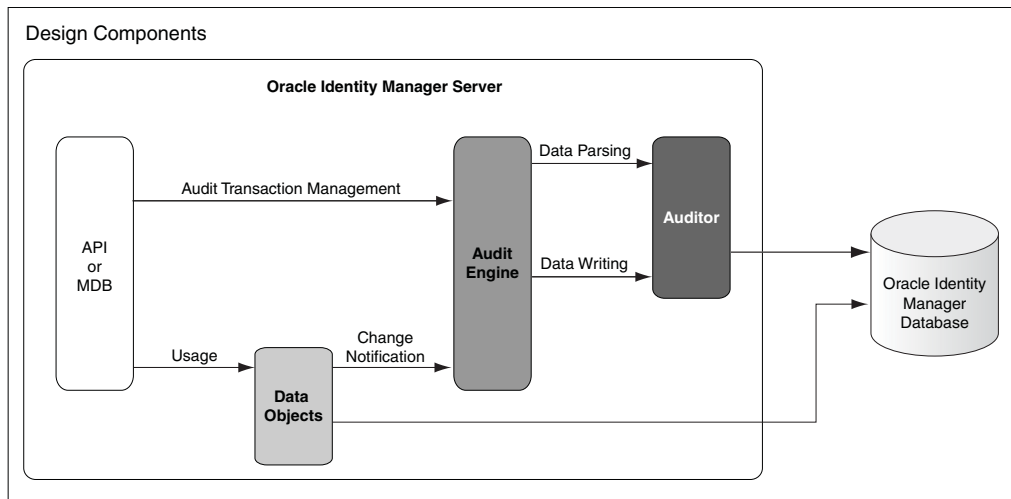 Design Components
Oracle Identity Manager Server
Data Parsing
Audit Transaction Management
Auditor
API
or
MDB
Audit
Engine
Data Writing
Oracle Identity
Manager
Database
Usage
Change
Notification
Data
Objects